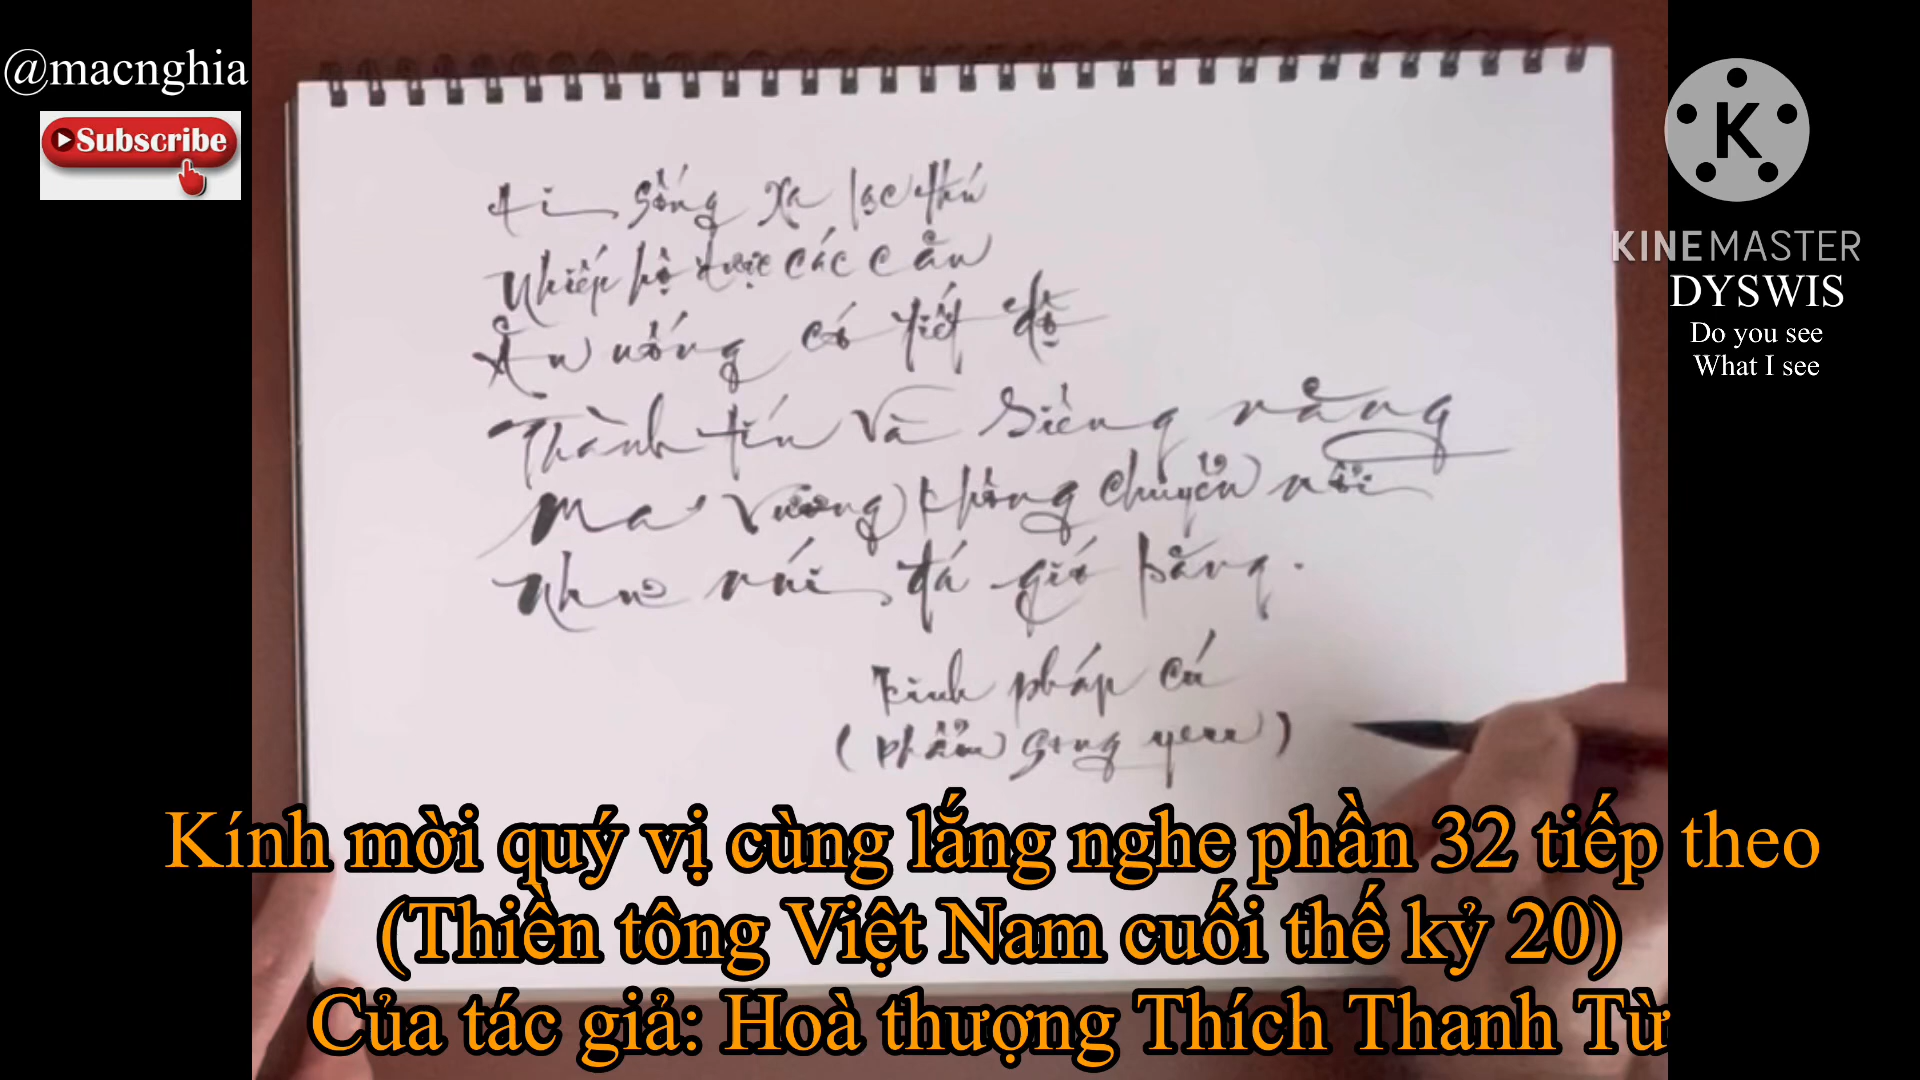 @macnghia
Subscribe
K
KINEMASTER
DYSWIS
Do you see
What I see
Ai sống xa lạc thú
Nhiếp hộ được các căn
Ăn uống có tiết độ
Thành tín và siêng năng
Ma vương không chuyển nổi
Như núi đá gió bằng.
Kinh pháp cú
(Phẩm song yếu)
Kính mời quý vị cùng lắng nghe phần 32 tiếp theo
(Thiền tông Việt Nam cuối thế kỷ 20)
Của tác giả: Hoà thượng Thích Thanh Từ